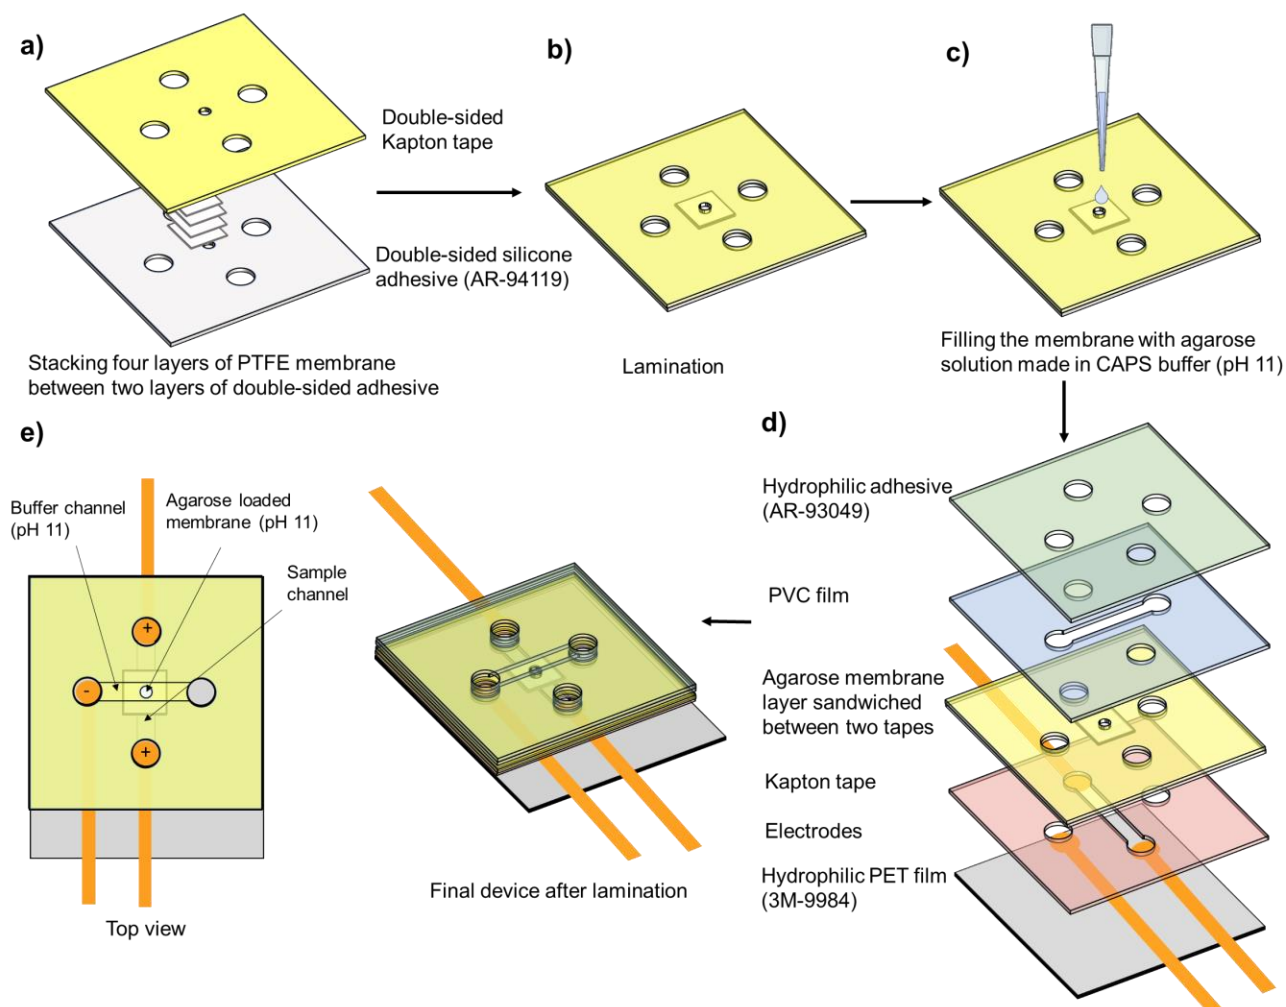 a)
Double-sided
Kapton tape
Double-sided silicone
adhesive (AR-94119)
Stacking four layers of PTFE membrane
between two layers of double-sided adhesive
b)
Lamination
c)
Filling the membrane with agarose
solution made in CAPS buffer (pH 11)
d)
Hydrophilic adhesive
(AR-93049)
PVC film
Agarose membrane
layer sandwiched
between two tapes
Kapton tape
Electrodes
Hydrophilic PET film
(3M-9984)
Final device after lamination
e)
Buffer channel
(pH 11)
Agarose loaded
membrane (pH 11)
Sample
channel
+
-
+
Top view